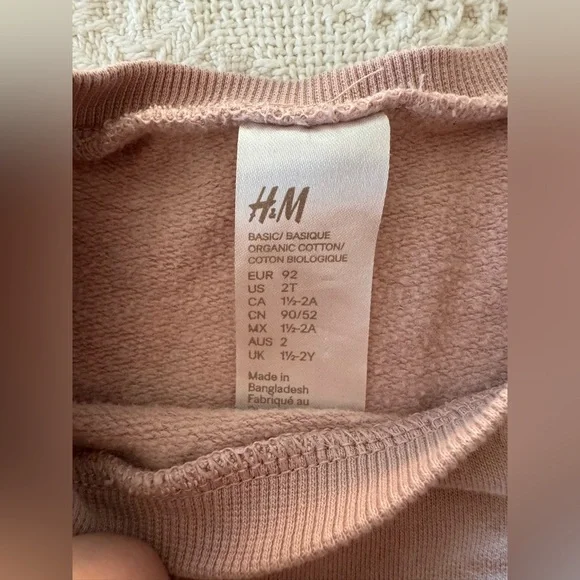 H&M
BASIC/ BASIQUE
ORGANIC COTTON/
COTON BIOLOGIQUE
EUR 92
US 2T
CA 1½-2A
CN 90/52
MX 1½-2A
AUS 2
UK 1½-2Y
Made in
Bangladesh
Fabriqué au